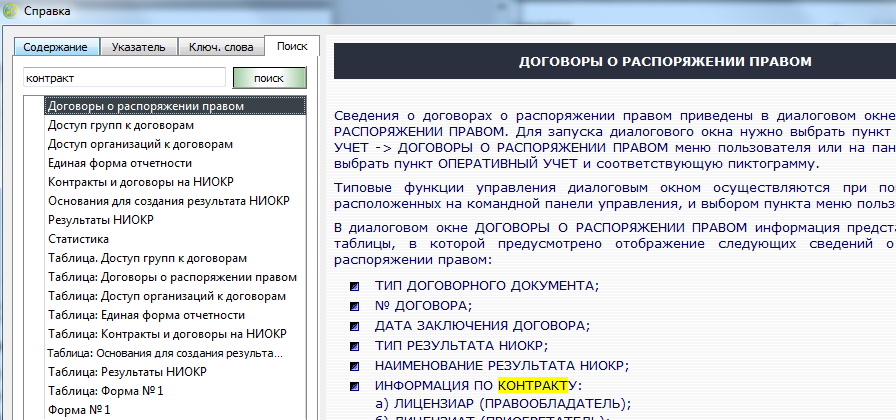 Справка
Содержание Указатель Ключ. слова Поиск
контракт поиск
Договоры о распоряжении правом
Доступ групп к договорам
Доступ организаций к договорам
Единая форма отчетности
Контракты и договоры на НИОКР
Основания для создания результата НИОКР
Результаты НИОКР
Статистика
Таблица. Доступ групп к договорам
Таблица: Договоры о распоряжении правом
Таблица: Доступ организаций к договорам
Таблица: Единая форма отчетности
Таблица: Контракты и договоры на НИОКР
Таблица: Основания для создания результа...
Таблица: Результаты НИОКР
Таблица: Форма №1
Форма №1
ДОГОВОРЫ О РАСПОРЯЖЕНИИ ПРАВОМ
Сведения о договорах о распоряжении правом приведены в диалоговом окне
РАСПОРЯЖЕНИИ ПРАВОМ. Для запуска диалогового окна нужно выбрать пункт
УЧЕТ -> ДОГОВОРЫ О РАСПОРЯЖЕНИИ ПРАВОМ меню пользователя или на пан
выбрать пункт ОПЕРАТИВНЫЙ УЧЕТ и соответствующую пиктограмму.
Типовые функции управления диалоговым окном осуществляются при по
расположенных на командной панели управления, и выбором пункта меню польз
В диалоговом окне ДОГОВОРЫ О РАСПОРЯЖЕНИИ ПРАВОМ информация предст
таблицы, в которой предусмотрено отображение следующих сведений о
распоряжении правом:
ТИП ДОГОВОРНОГО ДОКУМЕНТА;
№ ДОГОВОРА;
ДАТА ЗАКЛЮЧЕНИЯ ДОГОВОРА;
ТИП РЕЗУЛЬТАТА НИОКР;
НАИМЕНОВАНИЕ РЕЗУЛЬТАТА НИОКР;
ИНФОРМАЦИЯ ПО КОНТРАКТУ:
а) ЛИЦЕНЗИАР (ПРАВООБЛАДАТЕЛЬ);
б) ЛИЦЕНЗИАТ (ПРИОБРЕТАТЕЛЬ);